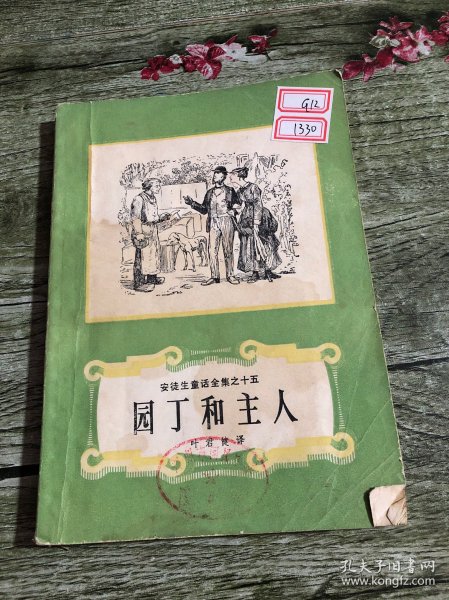 G12
1330
安徒生童话全集之十五
园丁和主人
叶君健译
孔夫子旧书网
www.kongfz.com